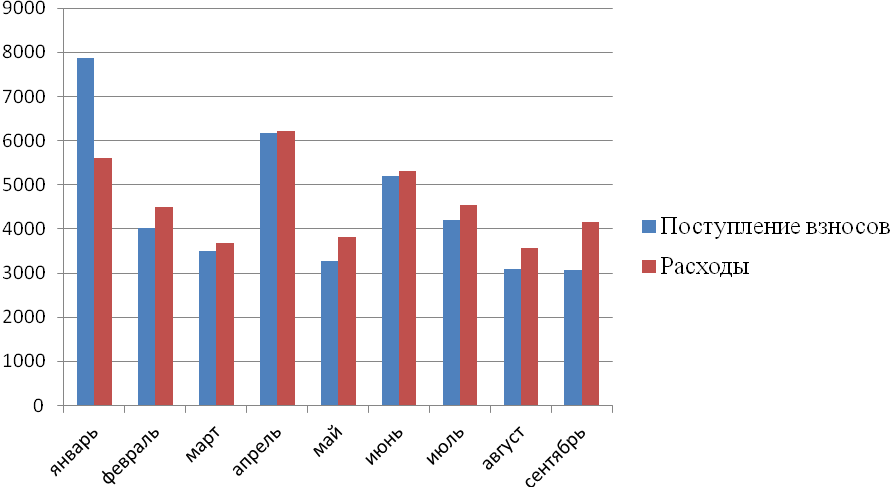 9000
8000
7000
6000
5000
4000
3000
2000
1000
0
январь
февраль
март
апрель
май
июнь
июль
август
сентябрь
Поступление взносов
Расходы